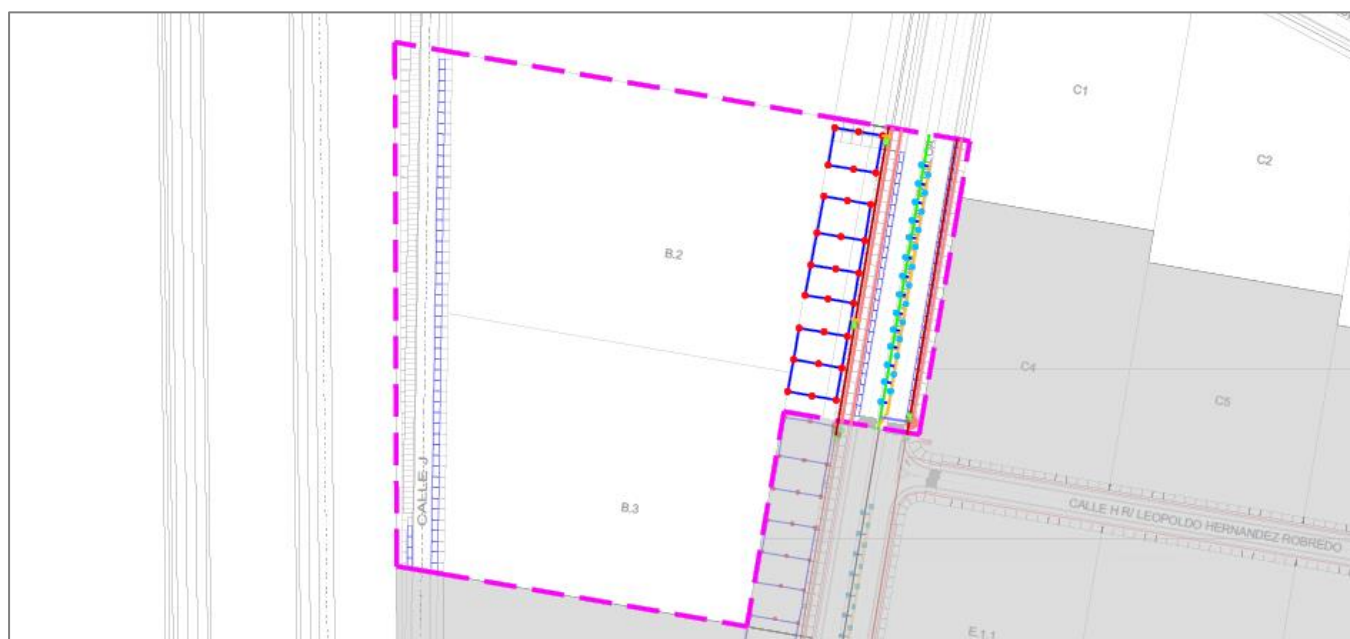 C1
C2
B.2
C4
C5
CALLE J
B.3
CALLE H R/ LEOPOLDO HERNANDEZ ROBREDO
E.1.1